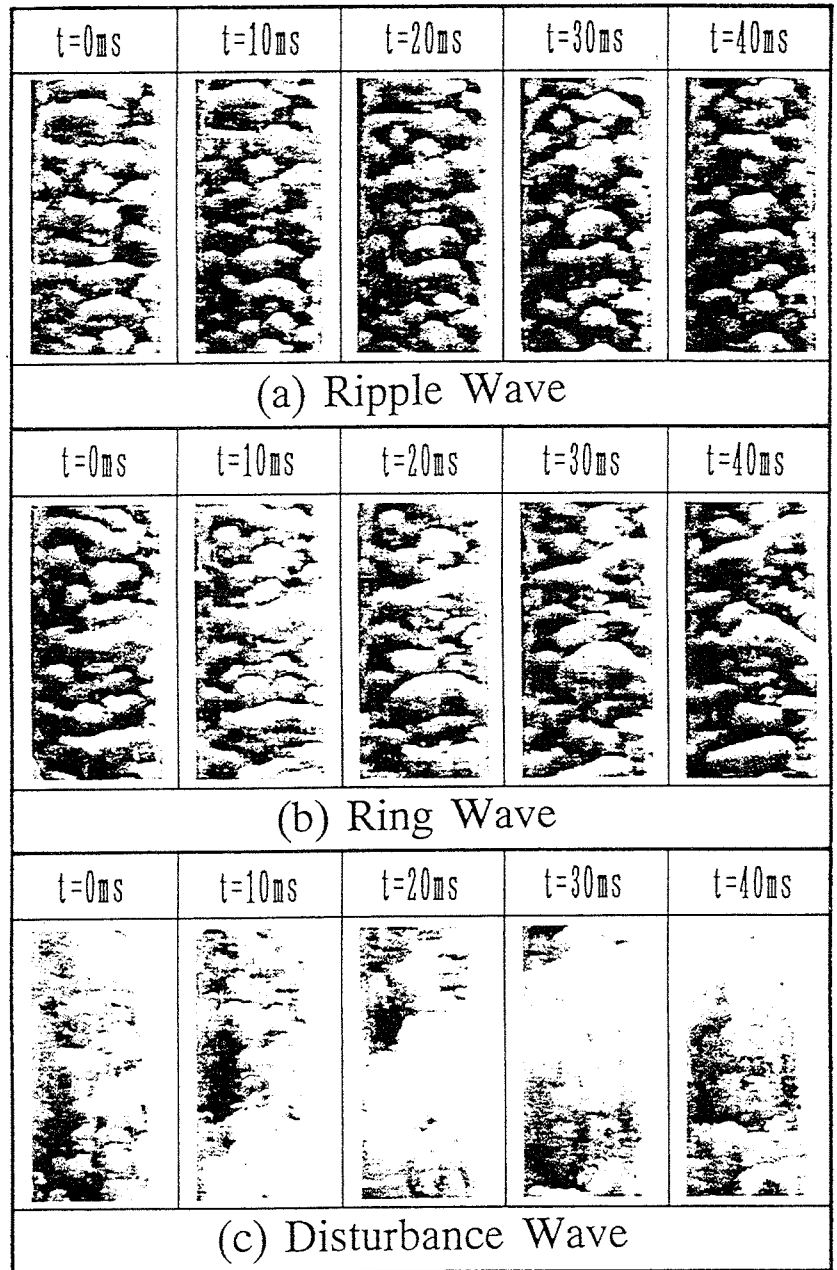 t=0ms t=10ms t=20ms t=30ms t=40ms
(a) Ripple Wave
t=0ms t=10ms t=20ms t=30ms t=40ms
(b) Ring Wave
t=0ms t=10ms t=20ms t=30ms t=40ms
(c) Disturbance Wave